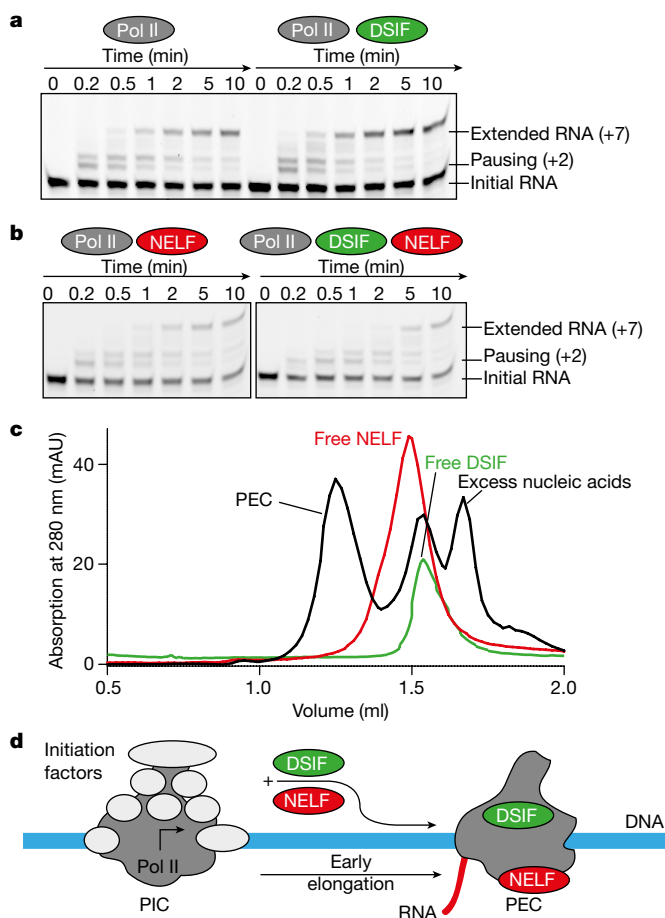 a
Pol II Pol II DSIF
Time (min) Time (min)
0 0.2 0.5 1 2 5 10 0 0.2 0.5 1 2 5 10
Extended RNA (+7)
Pausing (+2)
Initial RNA
b
Pol II NELF Pol II DSIF NELF
Time (min) Time (min)
0 0.2 0.5 1 2 5 10 0 0.2 0.5 1 2 5 10
Extended RNA (+7)
Pausing (+2)
Initial RNA
c
Absorption at 280 nm (mAU)
40
20
0
Free NELF
Free DSIF
PEC
Excess nucleic acids
0.5 1.0 1.5 2.0
Volume (ml)
d
Initiation
factors
DSIF
+
NELF
DSIF
DNA
Pol II
Early
elongation
NELF
PIC
RNA
PEC